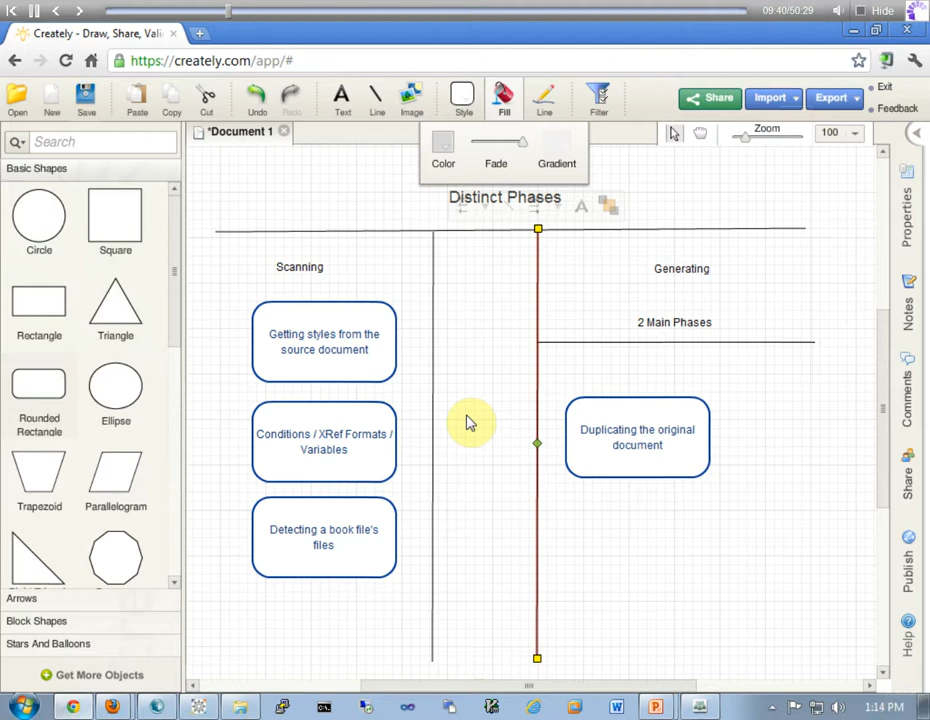 09:40/50:29
Hide
Creately - Draw, Share, Vali
https://creately.com/app/#
Open
New
Save
Paste
Copy
Cut
Undo
Redo
Text
Line
Image
Style
Fill
Line
Filter
Share
Import
Export
Exit
Feedback
Search
*Document 1
Color
Fade
Gradient
Zoom
100
Basic Shapes
Circle
Square
Rectangle
Triangle
Rounded
Rectangle
Ellipse
Trapezoid
Parallelogram
Arrows
Block Shapes
Stars And Balloons
Get More Objects
Distinct Phases
Scanning
Getting styles from the
source document
Conditions / XRef Formats /
Variables
Detecting a book file's
files
Generating
2 Main Phases
Duplicating the original
document
Properties
Notes
Comments
Share
Publish
Help
1:14 PM